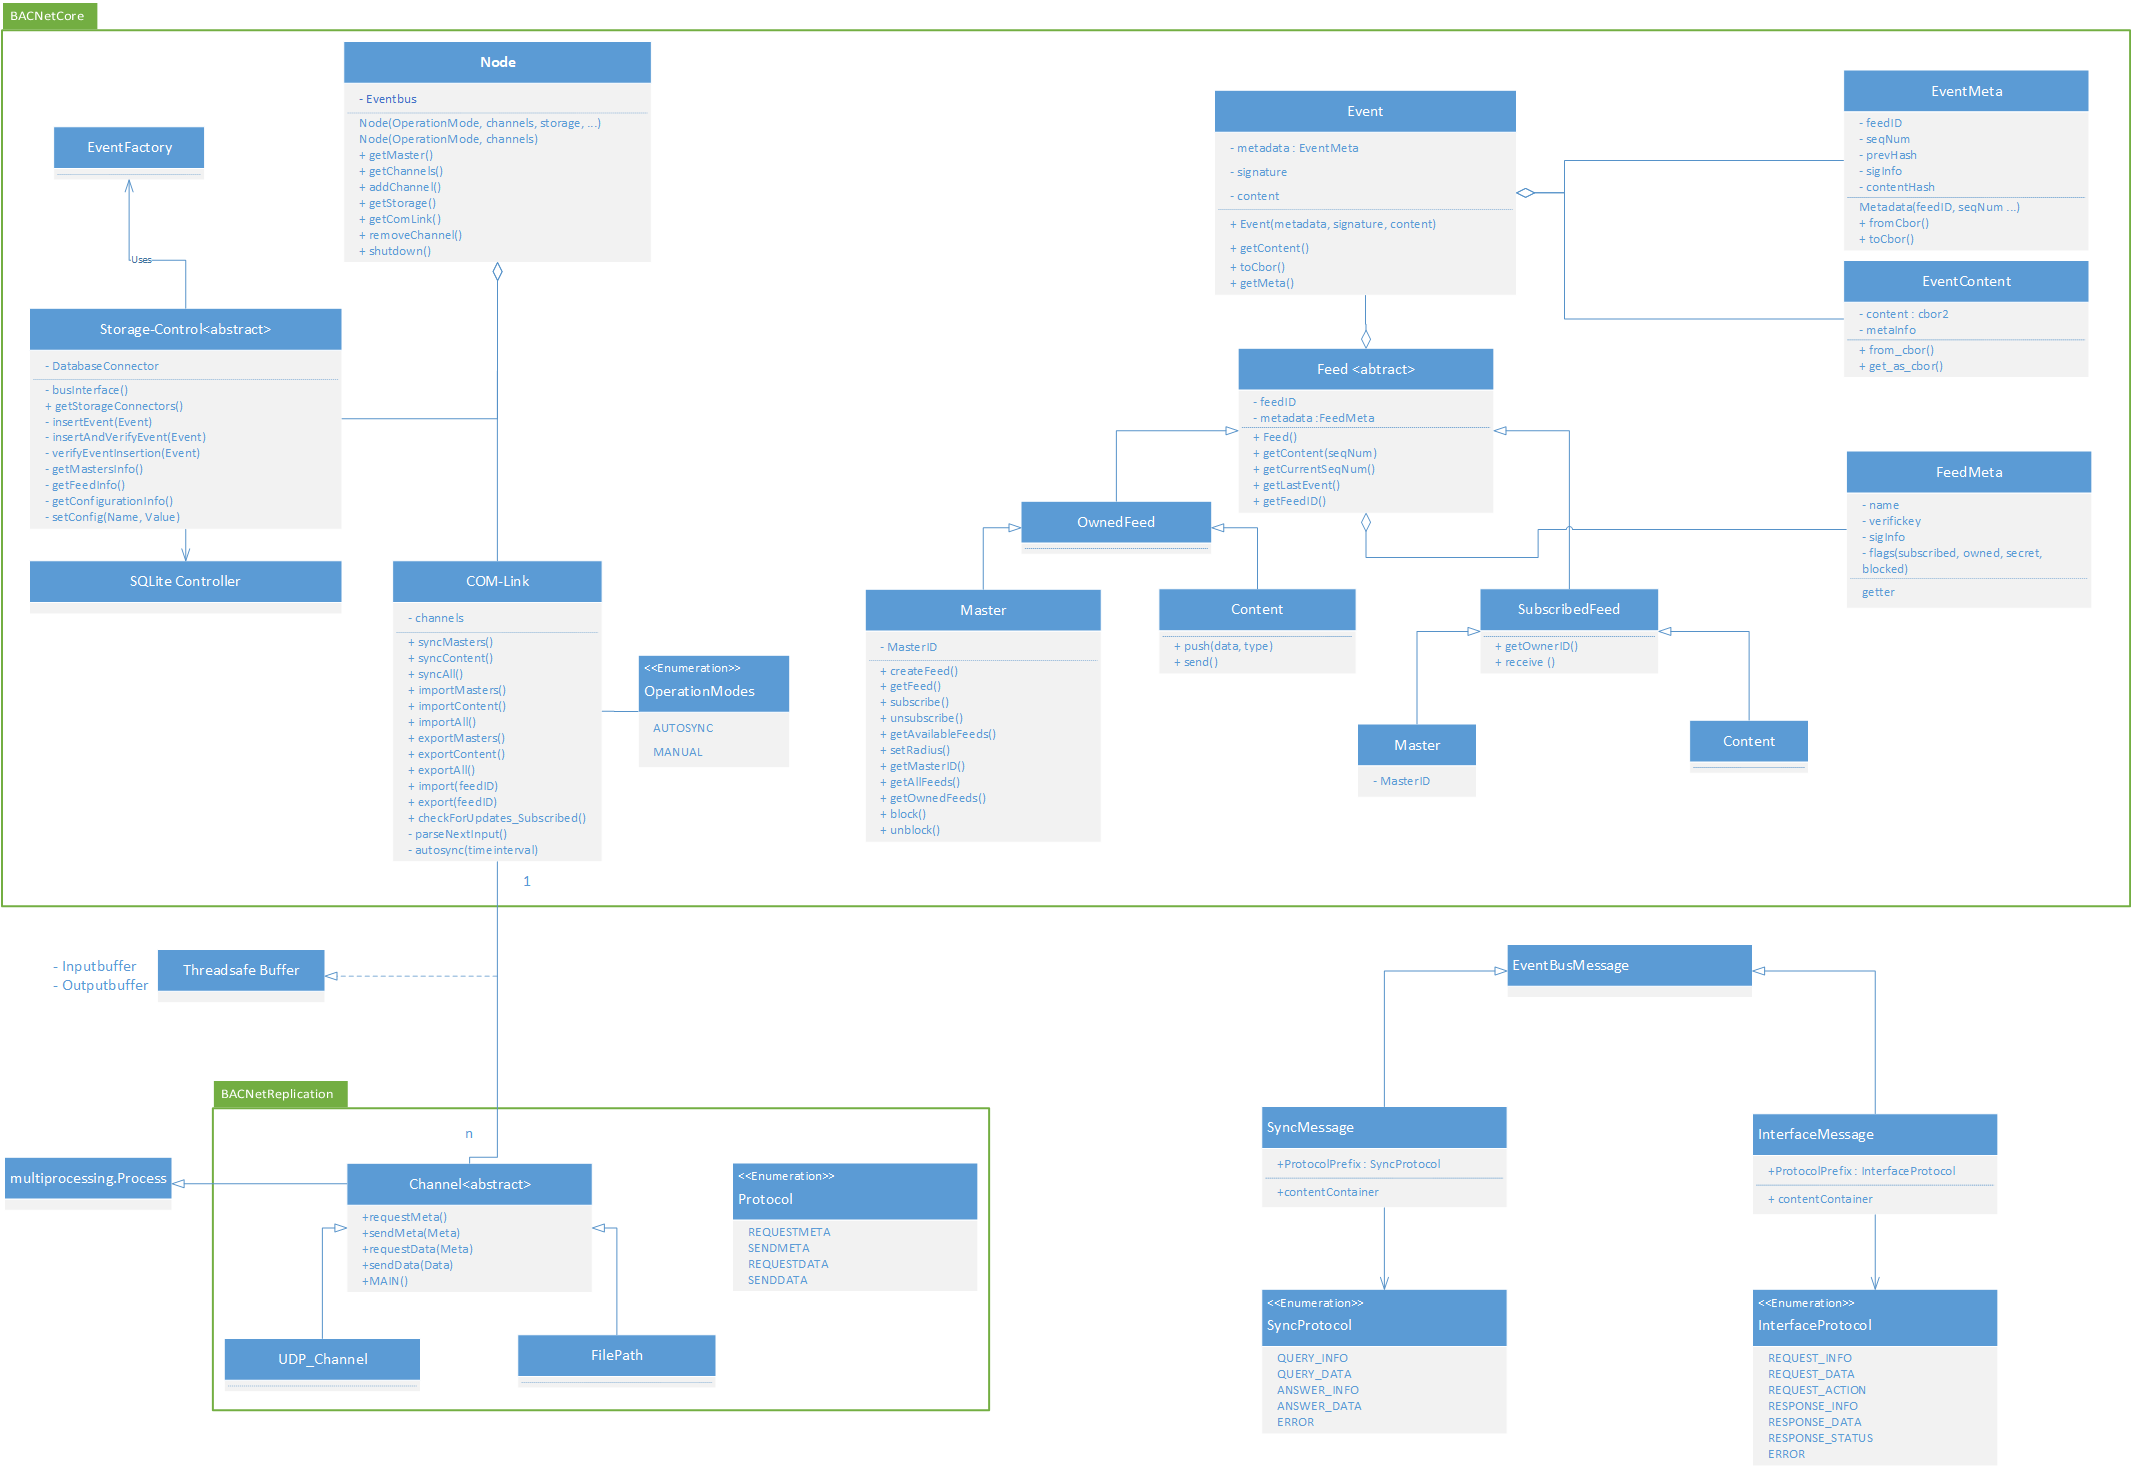 BACNetCore
Node
- Eventbus
Node(OperationMode, channels, storage, ...)
Node(OperationMode, channels)
+ getMaster()
+ getChannels()
+ addChannel()
+ getStorage()
+ getComLink()
+ removeChannel()
+ shutdown()
EventFactory
Uses
Storage-Control<abstract>
- DatabaseConnector
- busInterface()
+ getStorageConnectors()
- insertEvent(Event)
- insertAndVerifyEvent(Event)
- verifyEventInsertion(Event)
- getMastersInfo()
- getFeedInfo()
- getConfigurationInfo()
- setConfig(Name, Value)
SQLite Controller
COM-Link
- channels
+ syncMasters()
+ syncContent()
+ syncAll()
+ importMasters()
+ importContent()
+ importAll()
+ exportMasters()
+ exportContent()
+ exportAll()
+ import(feedID)
+ export(feedID)
+ checkForUpdates_Subscribed()
- parseNextInput()
- autosync(timeinterval)
1
<<Enumeration>>
OperationModes
AUTOSYNC
MANUAL
Event
- metadata : EventMeta
- signature
- content
+ Event(metadata, signature, content)
+ getContent()
+ toCbor()
+ getMeta()
EventMeta
- feedID
- seqNum
- prevHash
- sigInfo
- contentHash
Metadata(feedID, seqNum ...)
+ fromCbor()
+ toCbor()
EventContent
- content : cbor2
- metaInfo
+ from_cbor()
+ get_as_cbor()
Feed <abtract>
- feedID
- metadata :FeedMeta
+ Feed()
+ getContent(seqNum)
+ getCurrentSeqNum()
+ getLastEvent()
+ getFeedID()
FeedMeta
- name
- verifickey
- sigInfo
- flags(subscribed, owned, secret,
blocked)
getter
OwnedFeed
Master
- MasterID
+ createFeed()
+ getFeed()
+ subscribe()
+ unsubscribe()
+ getAvailableFeeds()
+ setRadius()
+ getMasterID()
+ getAllFeeds()
+ getOwnedFeeds()
+ block()
+ unblock()
Content
+ push(data, type)
+ send()
SubscribedFeed
+ getOwnerID()
+ receive ()
Master
- MasterID
Content
- Inputbuffer
- Outputbuffer
Threadsafe Buffer
BACNetReplication
n
multiprocessing.Process
Channel<abstract>
+requestMeta()
+sendMeta(Meta)
+requestData(Meta)
+sendData(Data)
+MAIN()
<<Enumeration>>
Protocol
REQUESTMETA
SENDMETA
REQUESTDATA
SENDDATA
UDP_Channel
FilePath
EventBusMessage
SyncMessage
+ProtocolPrefix : SyncProtocol
+contentContainer
InterfaceMessage
+ProtocolPrefix : InterfaceProtocol
+ contentContainer
<<Enumeration>>
SyncProtocol
QUERY_INFO
QUERY_DATA
ANSWER_INFO
ANSWER_DATA
ERROR
<<Enumeration>>
InterfaceProtocol
REQUEST_INFO
REQUEST_DATA
REQUEST_ACTION
RESPONSE_INFO
RESPONSE_DATA
RESPONSE_STATUS
ERROR